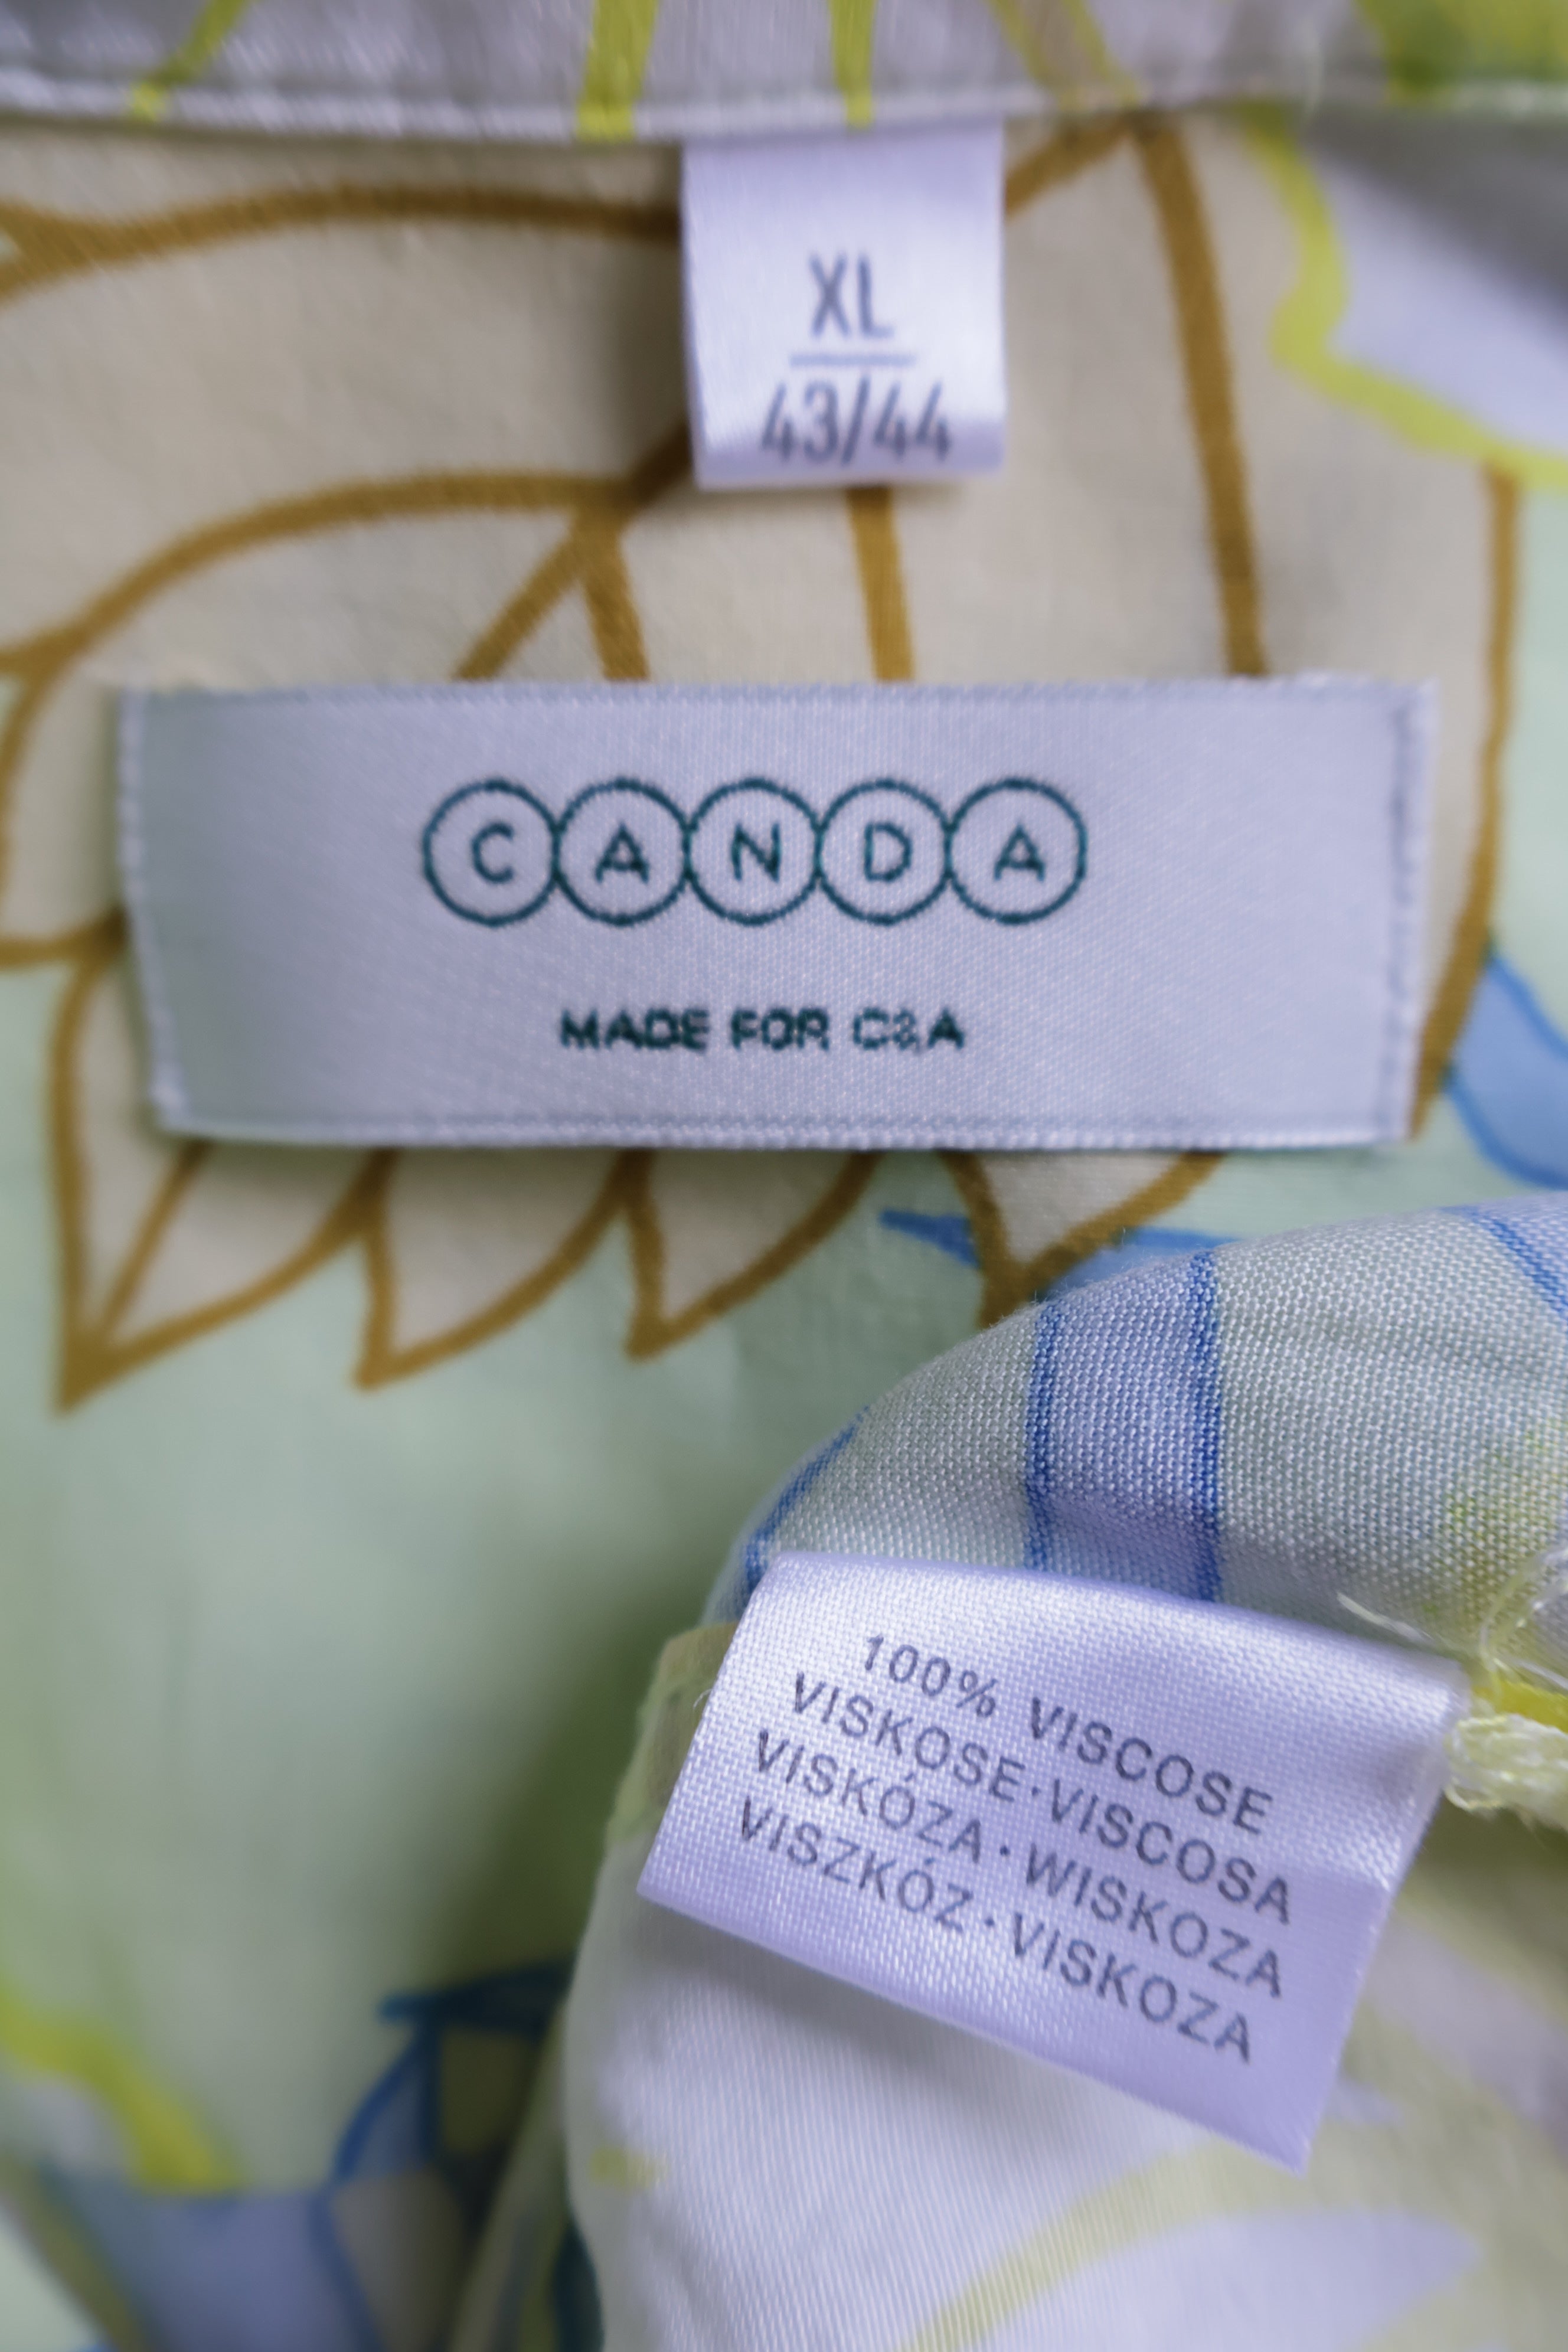 XL
43/44
CANDA
MADE FOR C&A
100% VISCOSE
VISKOSE·VISCOSA
VISKÓZA·WISKOZA
VISZKÓZ·VISKOZA